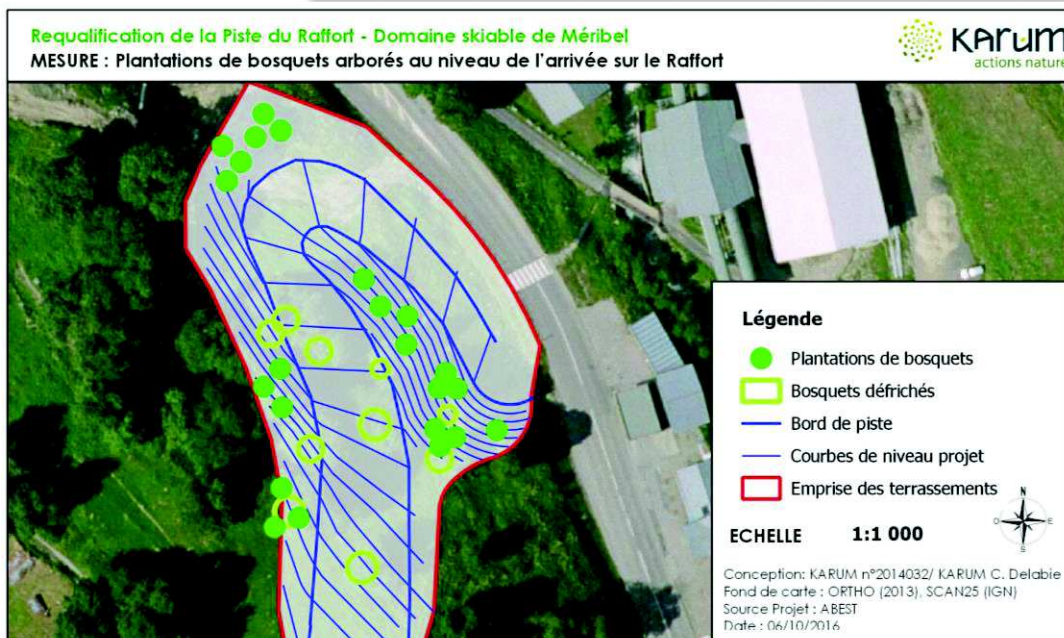 Requalification de la Piste du Raffort - Domaine skiable de Méribel
MESURE : Plantations de bosquets arborés au niveau de l'arrivée sur le Raffort
KARUM
actions nature
Légende
Plantations de bosquets
Bosquets défrichés
Bord de piste
Courbes de niveau projet
Emprise des terrassements
N
O
E
S
ECHELLE 1:1 000
Conception: KARUM n°2014032/ KARUM C. Delabie
Fond de carte : ORTHO (2013), SCAN25 (IGN)
Source Projet : ABEST
Date : 06/10/2016